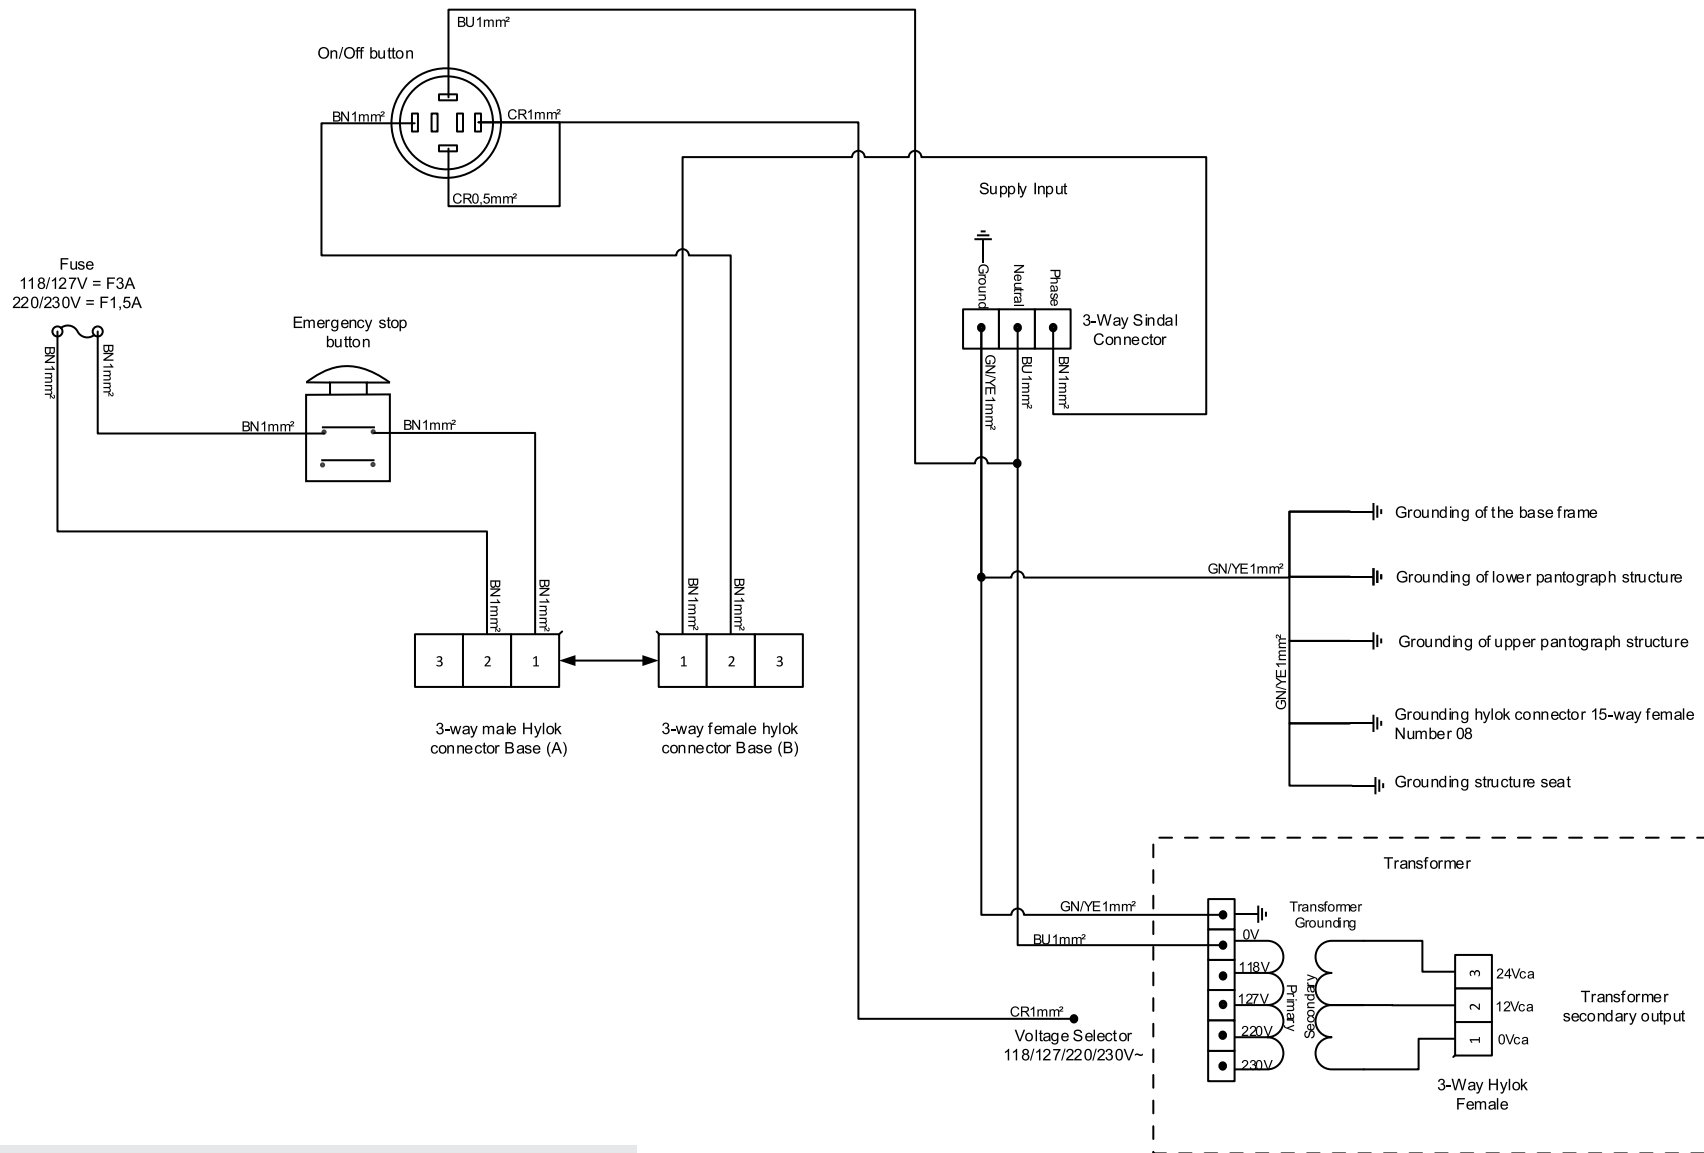 BU1mm²
On/Off button
BN1mm²
CR1mm²
CR0,5mm²
Supply Input
Ground
Neutral
Phase
3-Way Sindal
Connector
GN/YE1mm²
BU1mm²
BN1mm²
Fuse
118/127V = F3A
220/230V = F1,5A
BN1mm²
BN1mm²
Emergency stop
button
BN1mm²
BN1mm²
BN1mm²
BN1mm²
BN1mm²
BN1mm²
3
2
1
1
2
3
3-way male Hylok
connector Base (A)
3-way female hylok
connector Base (B)
GN/YE1mm²
GN/YE1mm²
Grounding of the base frame
Grounding of lower pantograph structure
Grounding of upper pantograph structure
Grounding hylok connector 15-way female
Number 08
Grounding structure seat
Transformer
GN/YE1mm²
BU1mm²
Transformer
Grounding
0V
118V
127V
220V
230V
Primary
Secondary
3
2
1
24Vca
12Vca
0Vca
Transformer
secondary output
3-Way Hylok
Female
CR1mm²
Voltage Selector
118/127/220/230V~